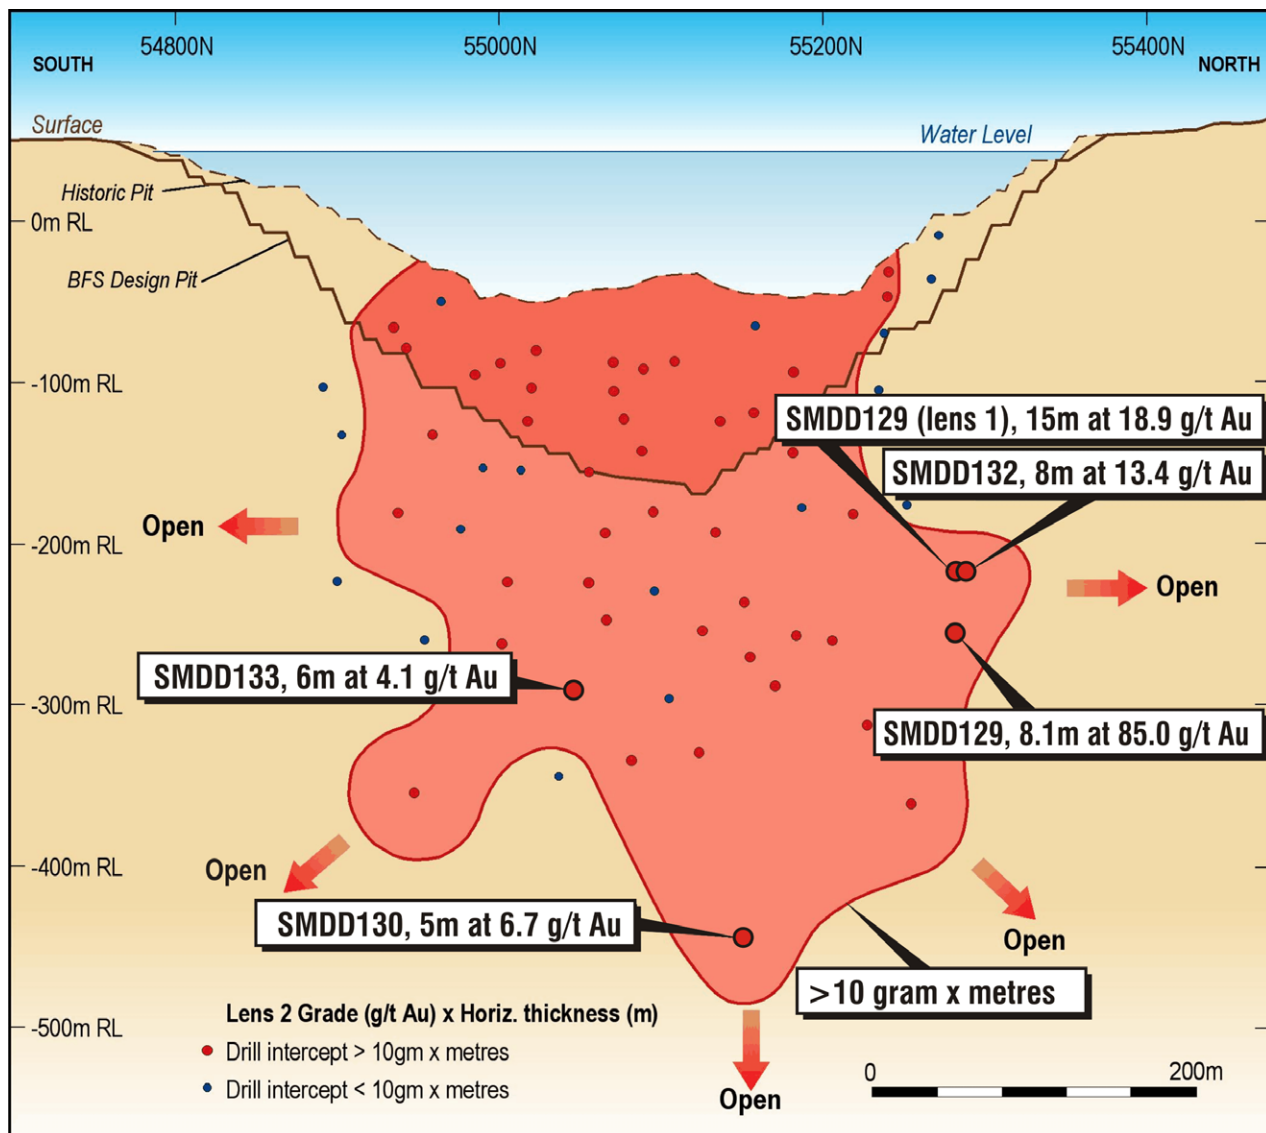 54800N
55000N
55200N
55400N
SOUTH
NORTH
Surface
Water Level
Historic Pit
0m RL
BFS Design Pit
-100m RL
SMDD129 (lens 1), 15m at 18.9 g/t Au
SMDD132, 8m at 13.4 g/t Au
Open
-200m RL
Open
SMDD133, 6m at 4.1 g/t Au
-300m RL
SMDD129, 8.1m at 85.0 g/t Au
-400m RL
Open
SMDD130, 5m at 6.7 g/t Au
Open
>10 gram x metres
Lens 2 Grade (g/t Au) x Horiz. thickness (m)
-500m RL
Drill intercept > 10gm x metres
Drill intercept < 10gm x metres
0
200m
Open